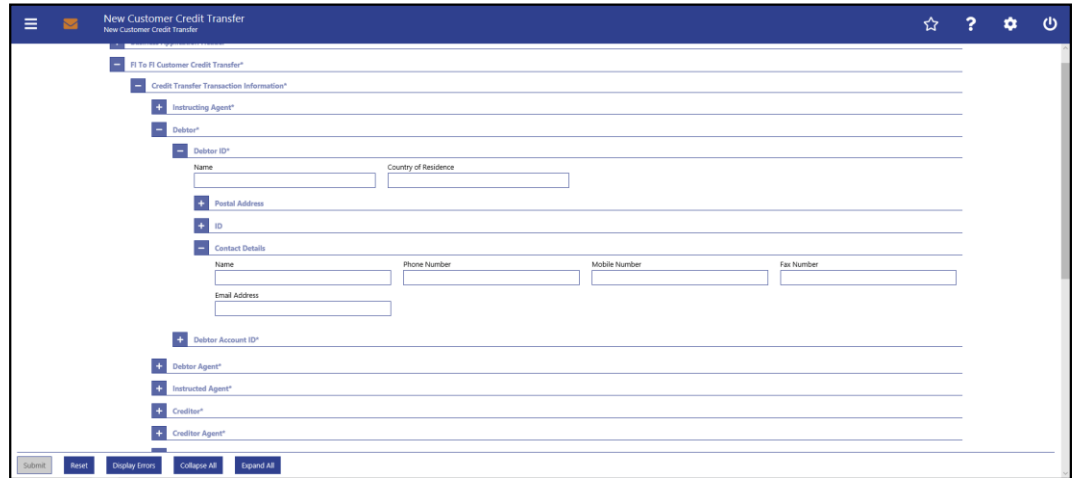 New Customer Credit Transfer
New Customer Credit Transfer
?
FI To FI Customer Credit Transfer*
Credit Transfer Transaction Information*
Instructing Agent*
Debtor*
Debtor ID*
Name Country of Residence
Postal Address
ID
Contact Details
Name Phone Number Mobile Number Fax Number
Email Address
Debtor Account ID*
Debtor Agent*
Instructed Agent*
Creditor*
Creditor Agent*
Submit Reset Display Errors Collapse All Expand All